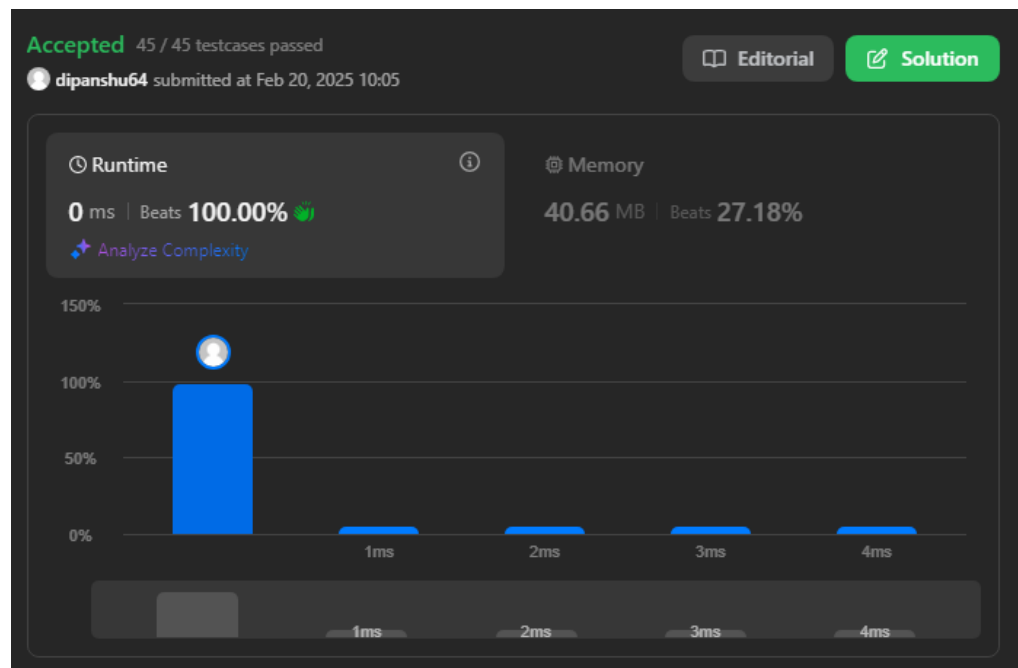 Accepted 45 / 45 testcases passed
Editorial
Solution
dipanshu64 submitted at Feb 20, 2025 10:05
Runtime
0 ms | Beats 100.00%
Analyze Complexity
Memory
40.66 MB | Beats 27.18%
150%
100%
50%
0%
1ms 2ms 3ms 4ms
1ms 2ms 3ms 4ms